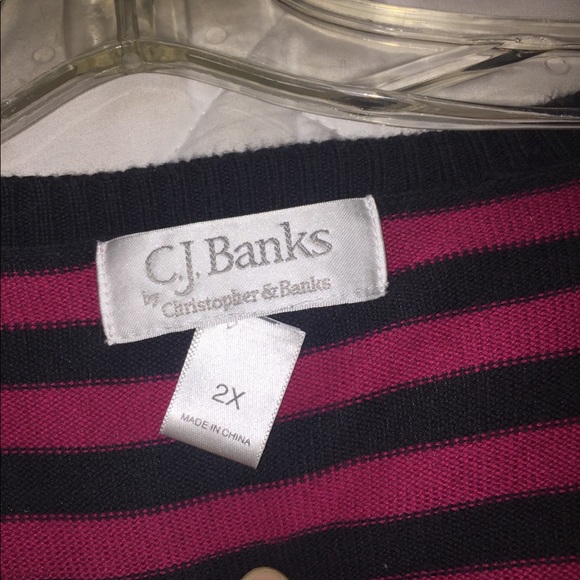 C.J. Banks
by Christopher & Banks
2X
MADE IN CHINA